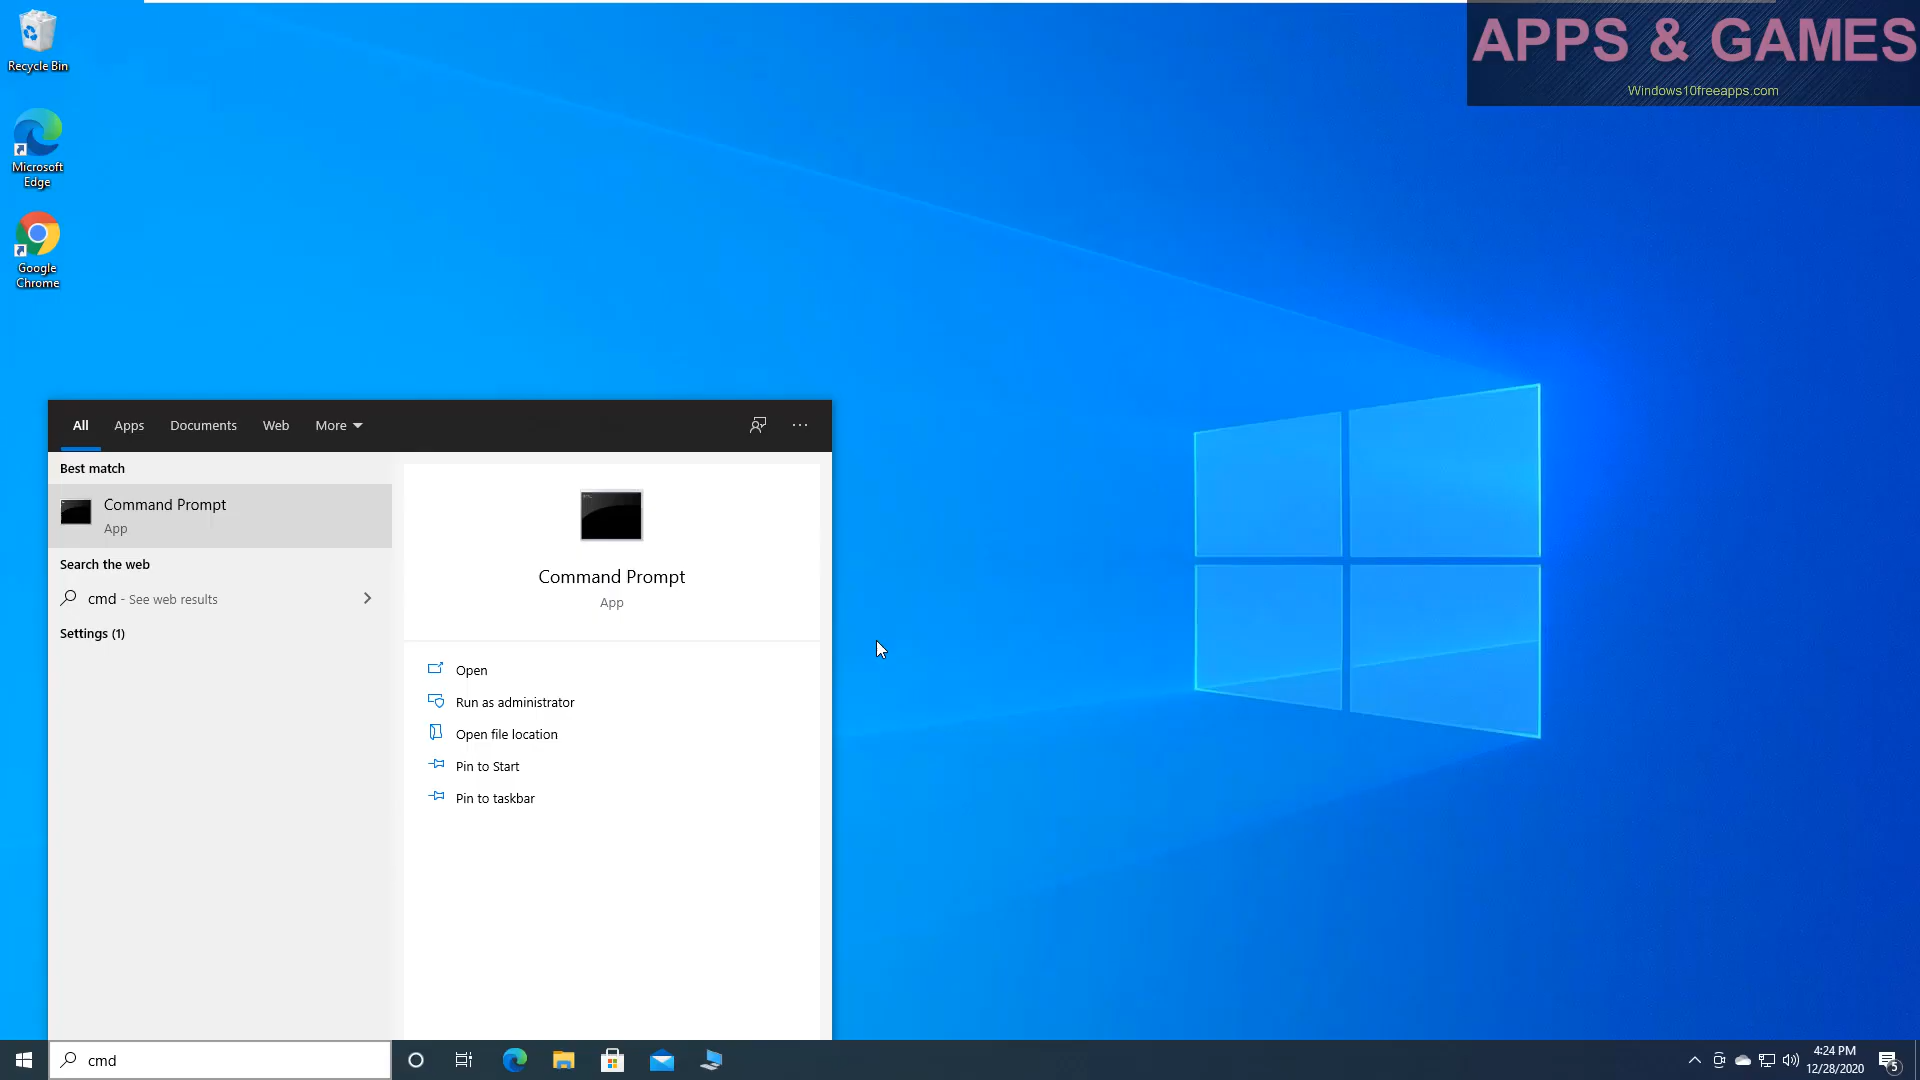 Recycle Bin
Microsoft
Edge
Google
Chrome
APPS & GAMES
Windows10freeapps.com
All
Apps
Documents
Web
More
Best match
Command Prompt
App
Search the web
cmd - See web results
Settings (1)
Command Prompt
App
Open
Run as administrator
Open file location
Pin to Start
Pin to taskbar
cmd
4:24 PM
12/28/2020
5